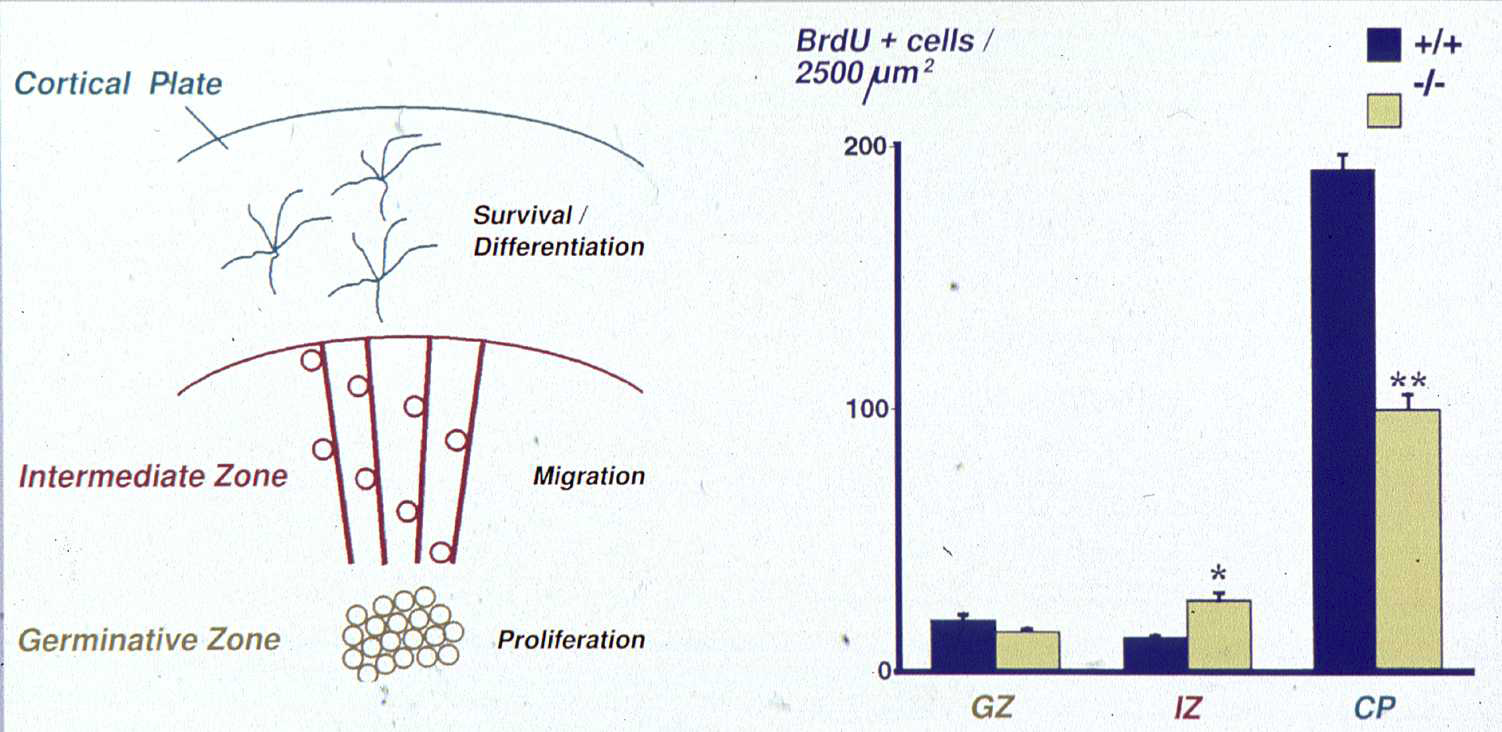 Cortical Plate
Survival /
Differentiation
Intermediate Zone
Migration
Germinative Zone
Proliferation
BrdU + cells /
2500 µm²
+/+
-/-
200
100
0
*
**
GZ
IZ
CP